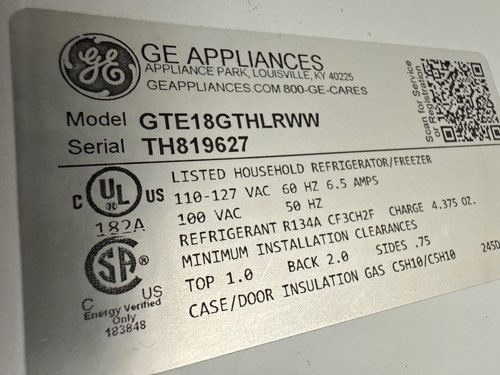 GE
GE APPLIANCES
APPLIANCE PARK, LOUISVILLE, KY 40225
GEAPPLIANCES.COM 800-GE-CARES
Scan for Service
or Registration
Model GTE18GTHLRWW
Serial TH819627
C UL US
182A
LISTED HOUSEHOLD REFRIGERATOR/FREEZER
110-127 VAC 60 HZ 6.5 AMPS
100 VAC 50 HZ
REFRIGERANT R134A CF3CH2F CHARGE 4.375 OZ.
MINIMUM INSTALLATION CLEARANCES
TOP 1.0 BACK 2.0 SIDES .75
CASE/DOOR INSULATION GAS C5H10/C5H10
245D
SA ®
C US
Energy Verified
Only
183848